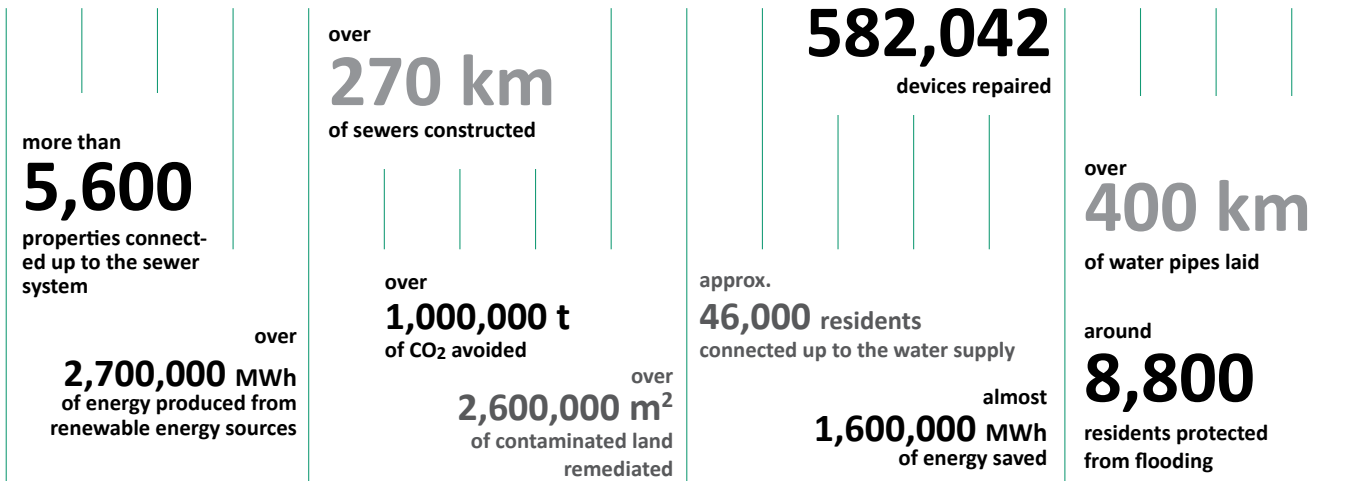 more than
5,600
properties connect-
ed up to the sewer
system
over
2,700,000 MWh
of energy produced from
renewable energy sources
over
270 km
of sewers constructed
over
1,000,000 t
of CO2 avoided
over
2,600,000 m²
of contaminated land
remediated
582,042
devices repaired
approx.
46,000 residents
connected up to the water supply
almost
1,600,000 MWh
of energy saved
over
400 km
of water pipes laid
around
8,800
residents protected
from flooding